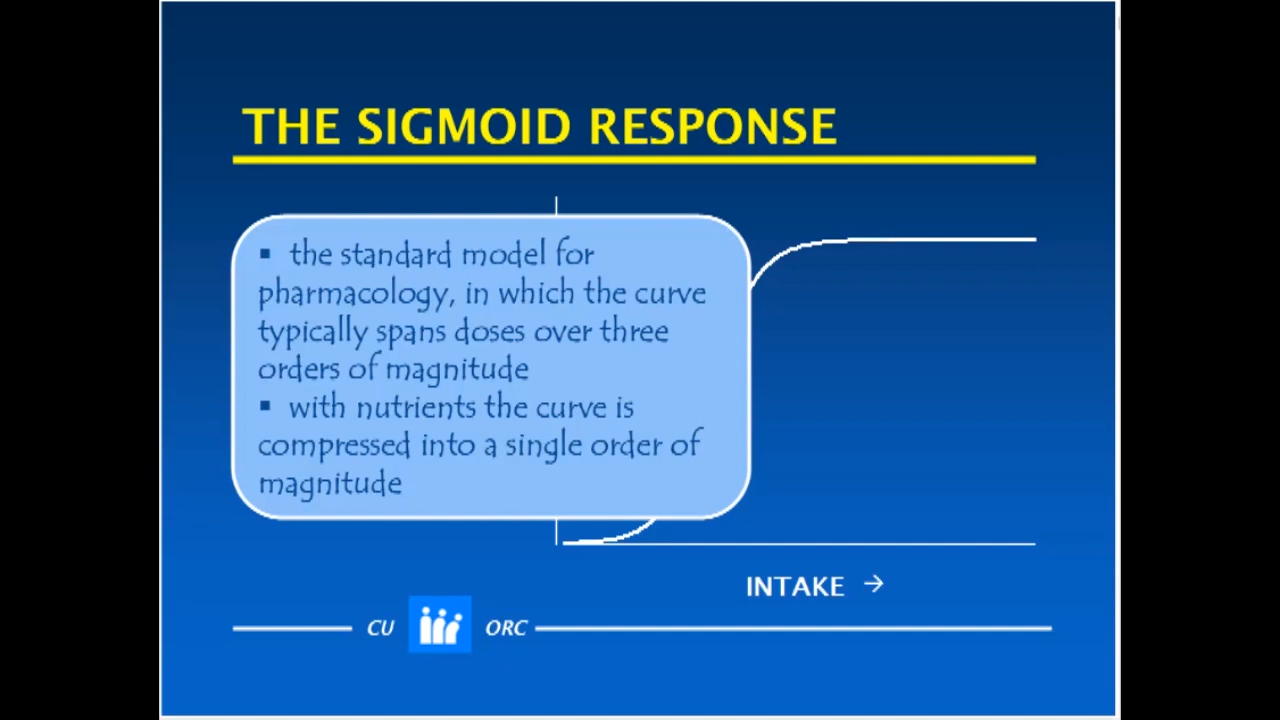 THE SIGMOID RESPONSE
▪ the standard model for
pharmacology, in which the curve
typically spans doses over three
orders of magnitude
▪ with nutrients the curve is
compressed into a single order of
magnitude
INTAKE →
CU ORC